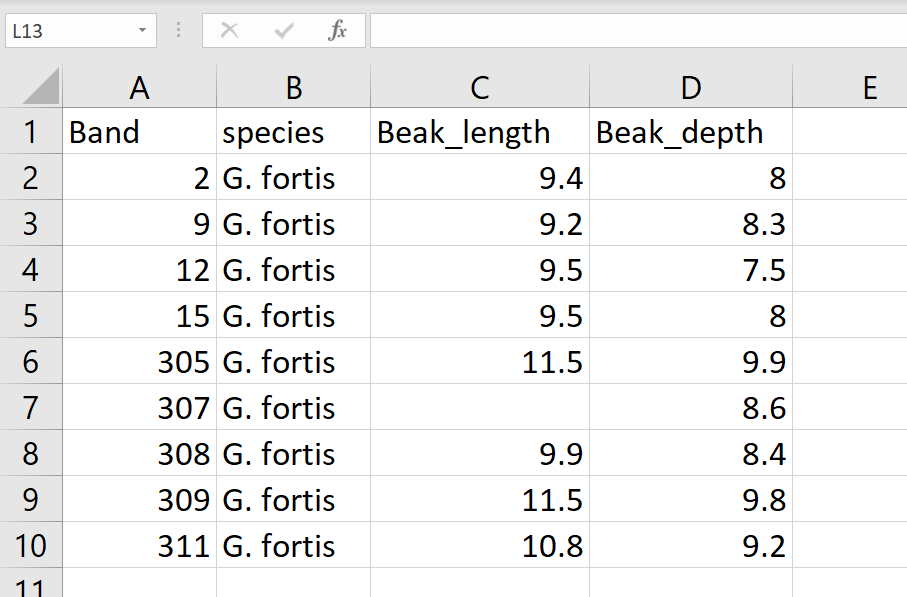 L13 fx
A B C D E
1 Band species Beak_length Beak_depth
2 2 G. fortis 9.4 8
3 9 G. fortis 9.2 8.3
4 12 G. fortis 9.5 7.5
5 15 G. fortis 9.5 8
6 305 G. fortis 11.5 9.9
7 307 G. fortis 8.6
8 308 G. fortis 9.9 8.4
9 309 G. fortis 11.5 9.8
10 311 G. fortis 10.8 9.2
11